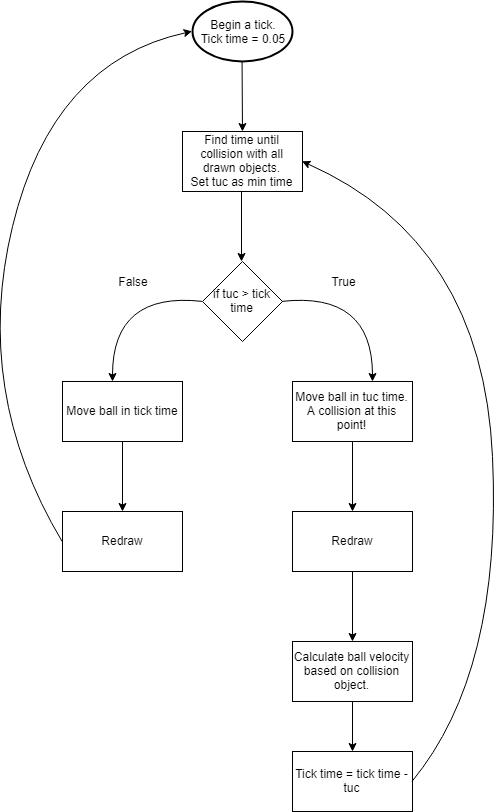 Begin a tick.
Tick time = 0.05
Find time until
collision with all
drawn objects.
Set tuc as min time
False
True
if tuc > tick
time
Move ball in tick time
Move ball in tuc time.
A collision at this
point!
Redraw
Redraw
Calculate ball velocity
based on collision
object.
Tick time = tick time -
tuc